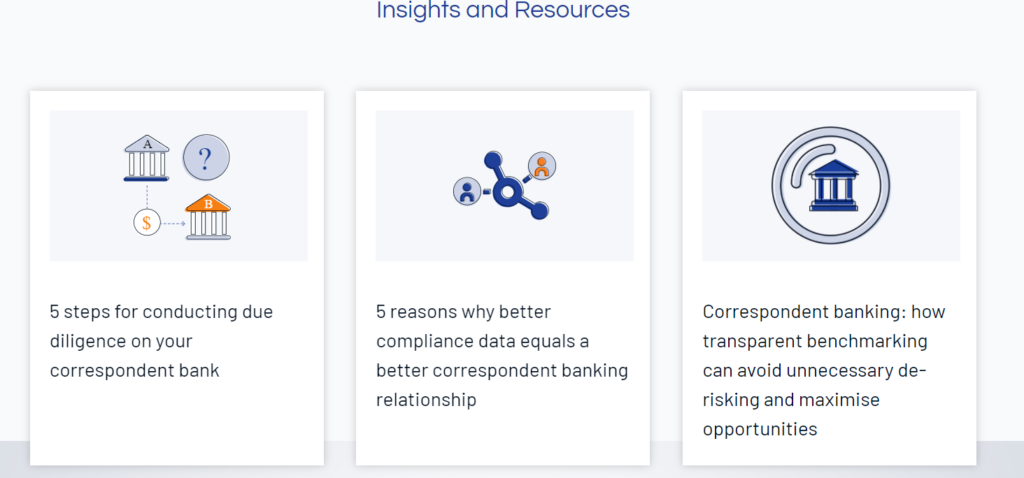 Insights and Resources
A
?
B
$
5 steps for conducting due
diligence on your
correspondent bank
5 reasons why better
compliance data equals a
better correspondent banking
relationship
Correspondent banking: how
transparent benchmarking
can avoid unnecessary de-
risking and maximise
opportunities